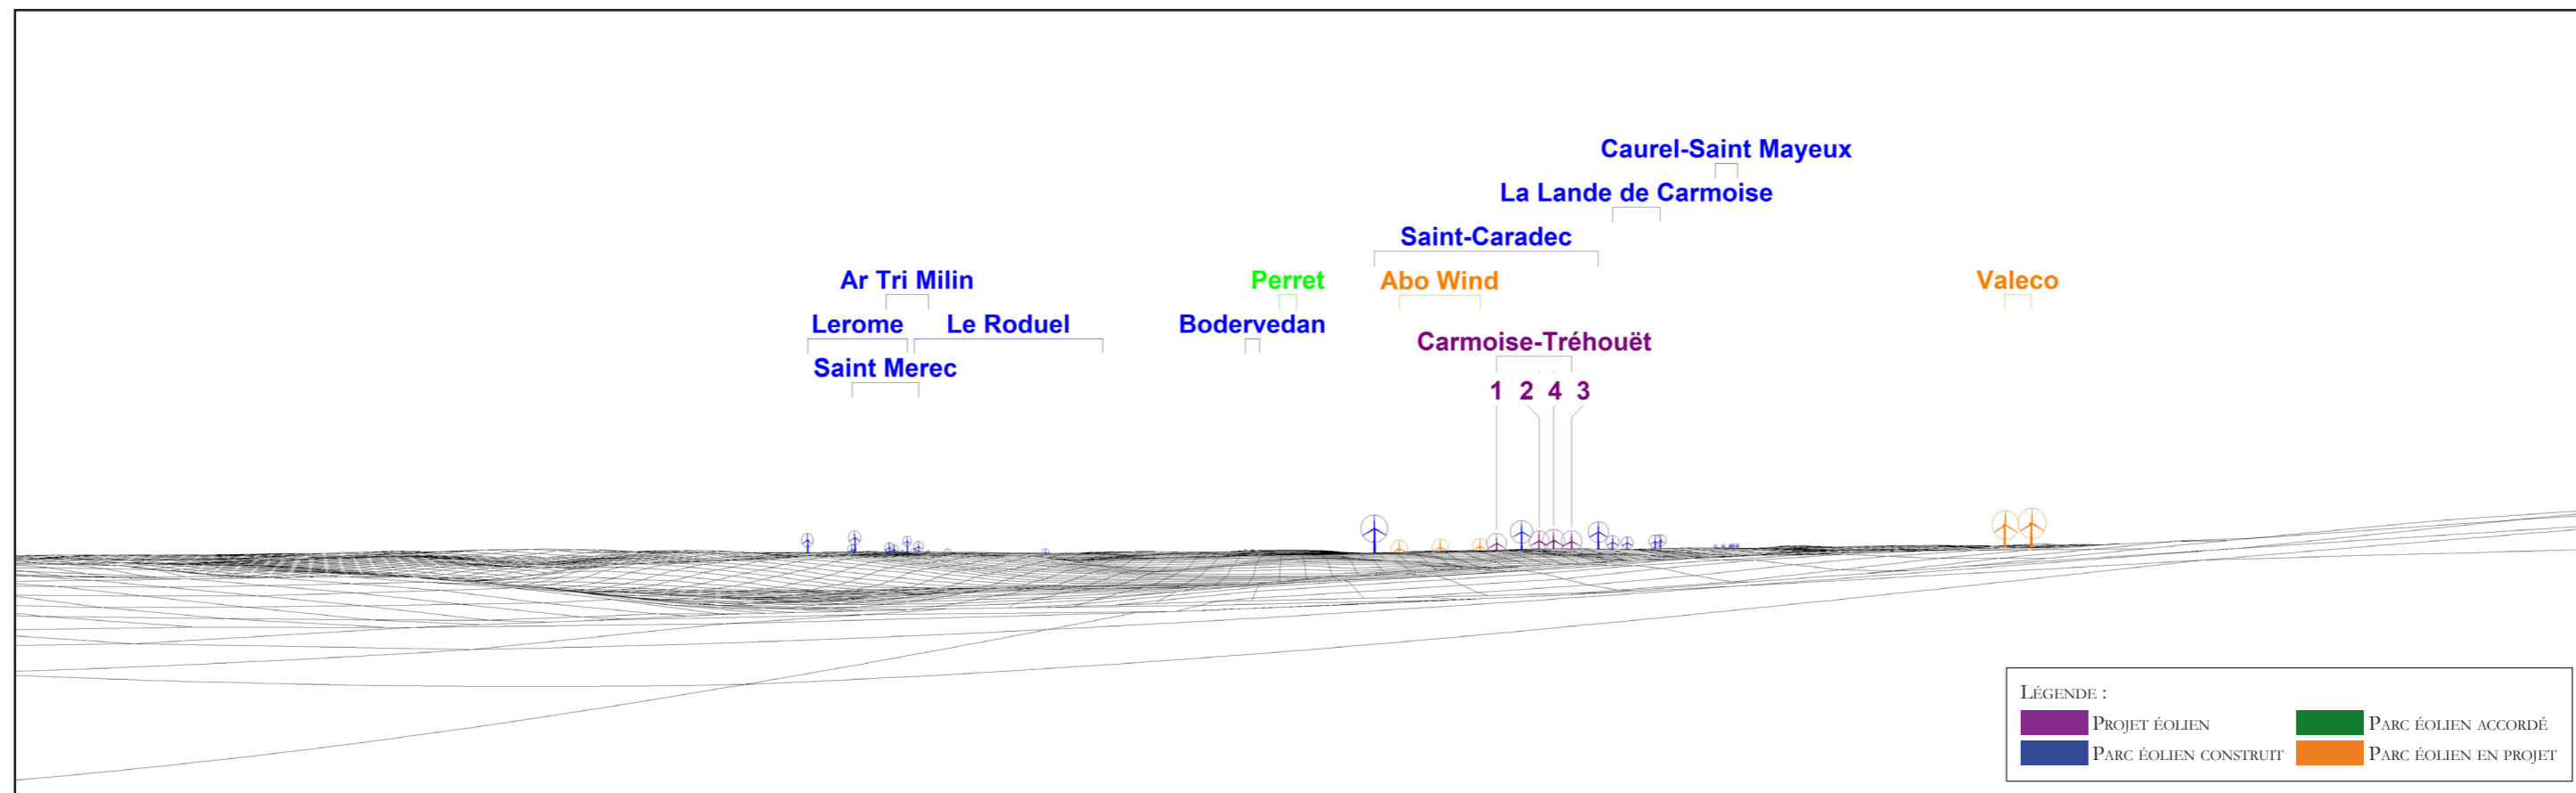 Caurel-Saint Mayeux
La Lande de Carmoise
Saint-Caradec
Ar Tri Milin
Perret
Abo Wind
Valeco
Lerome
Le Roduel
Bodervedan
Carmoise-Tréhouët
Saint Merec
1 2 4 3
LÉGENDE :
PROJET ÉOLIEN
PARC ÉOLIEN ACCORDÉ
PARC ÉOLIEN CONSTRUIT
PARC ÉOLIEN EN PROJET